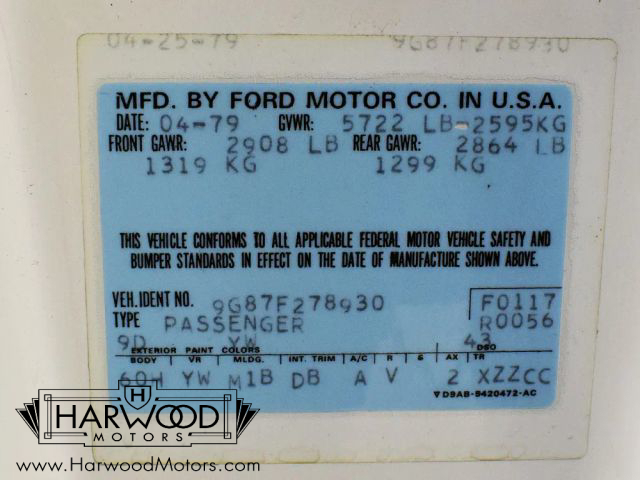 04-25-79 9G87F278930
MFD. BY FORD MOTOR CO. IN U.S.A.
DATE: 04-79 GVWR: 5722 LB-2595KG
FRONT GAWR: 2908 LB REAR GAWR: 2864 LB
1319 KG 1299 KG
THIS VEHICLE CONFORMS TO ALL APPLICABLE FEDERAL MOTOR VEHICLE SAFETY AND
BUMPER STANDARDS IN EFFECT ON THE DATE OF MANUFACTURE SHOWN ABOVE.
VEH. IDENT NO. 9G87F278930 F0117
TYPE PASSENGER R0056
9D YW 43 DSO
EXTERIOR PAINT COLORS
BODY VR MLDG. INT. TRIM A/C R S AX TR
60H YW M1B DB A V 2 XZZCC
▽D9AB-5420472-AC
H
HARWOOD
MOTORS
www.HarwoodMotors.com